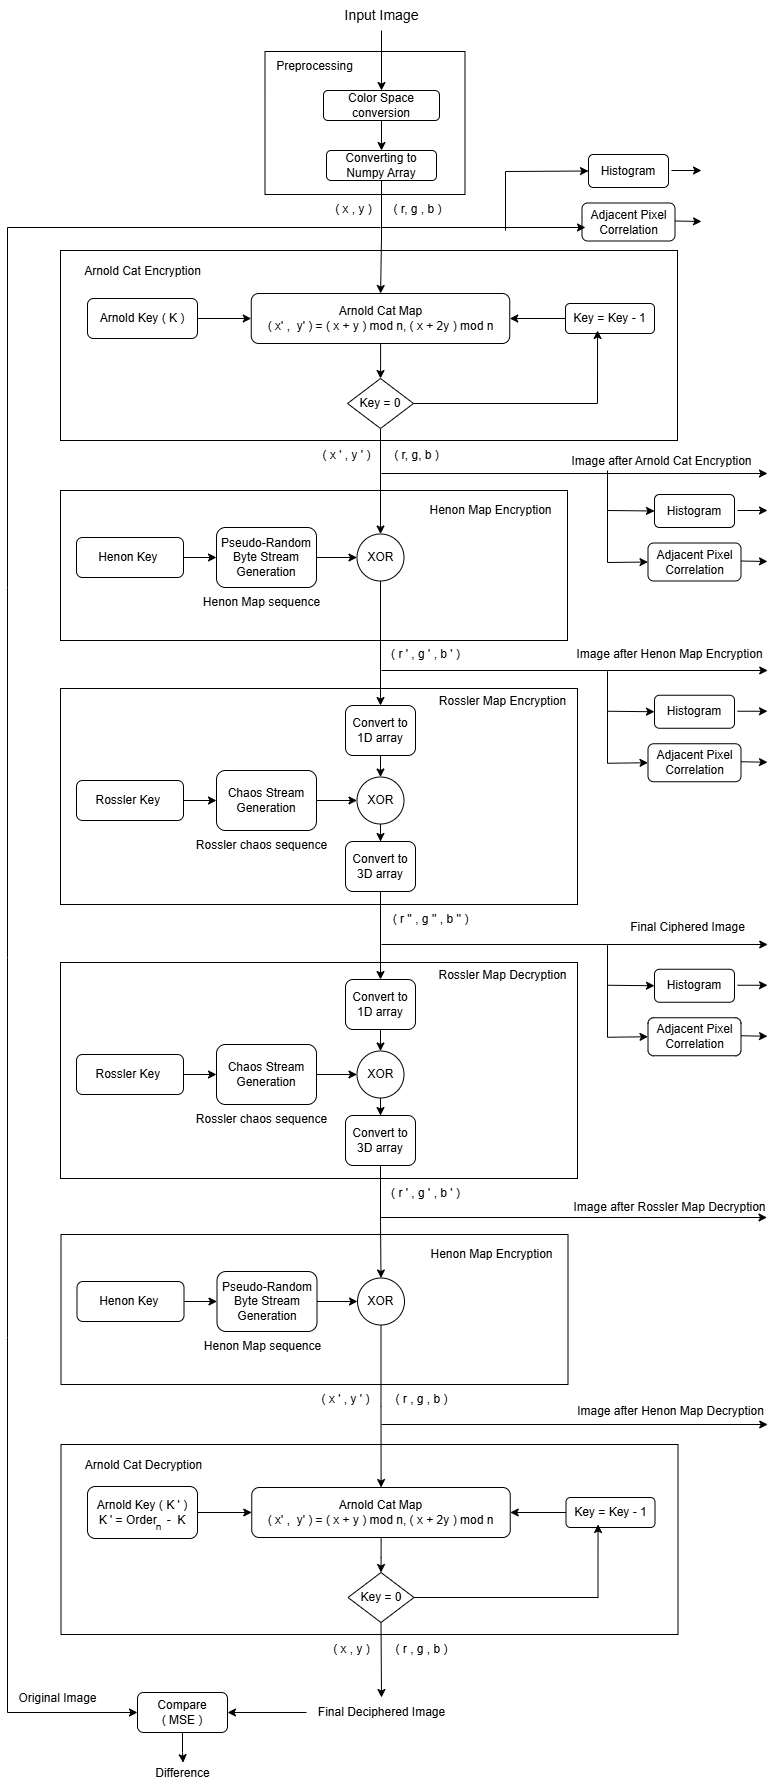 Input Image
Preprocessing
Color Space
conversion
Converting to
Numpy Array
Histogram
( x , y ) ( r, g , b )
Adjacent Pixel
Correlation
Arnold Cat Encryption
Arnold Key ( K )
Arnold Cat Map
( x' , y' ) = ( x + y ) mod n, ( x + 2y ) mod n
Key = Key - 1
Key = 0
( x ' , y ' ) ( r, g, b )
Image after Arnold Cat Encryption
Henon Map Encryption
Histogram
Henon Key
Pseudo-Random
Byte Stream
Generation
XOR
Adjacent Pixel
Correlation
Henon Map sequence
( r ' , g ' , b ' )
Image after Henon Map Encryption
Rossler Map Encryption
Histogram
Convert to
1D array
Adjacent Pixel
Correlation
Rossler Key
Chaos Stream
Generation
XOR
Rossler chaos sequence
Convert to
3D array
( r " , g " , b " )
Final Ciphered Image
Rossler Map Decryption
Histogram
Convert to
1D array
Adjacent Pixel
Correlation
Rossler Key
Chaos Stream
Generation
XOR
Rossler chaos sequence
Convert to
3D array
( r ' , g ' , b ' )
Image after Rossler Map Decryption
Henon Map Encryption
Henon Key
Pseudo-Random
Byte Stream
Generation
XOR
Henon Map sequence
( x ' , y ' ) ( r , g , b )
Image after Henon Map Decryption
Arnold Cat Decryption
Arnold Key ( K ' )
K ' = Order n - K
Arnold Cat Map
( x' , y' ) = ( x + y ) mod n, ( x + 2y ) mod n
Key = Key - 1
Key = 0
( x , y ) ( r , g , b )
Original Image
Compare
( MSE )
Final Deciphered Image
Difference